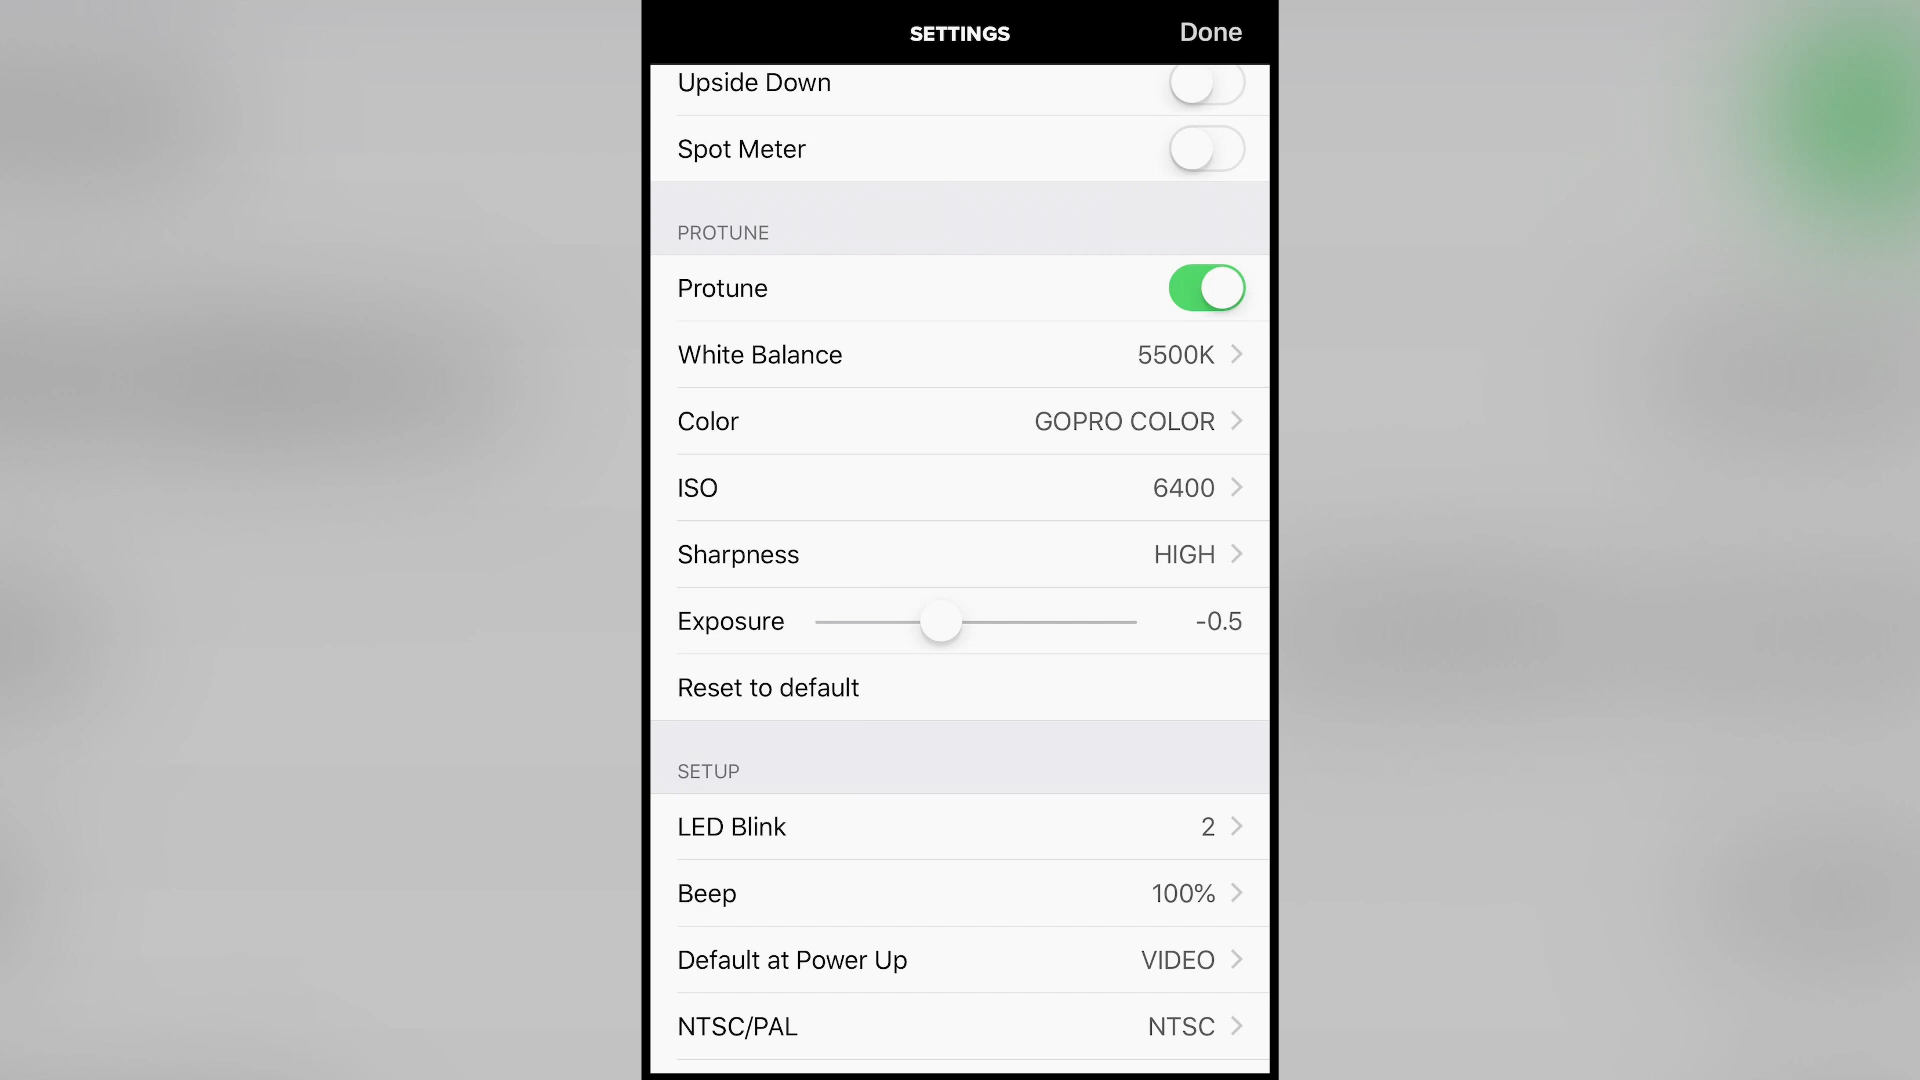 SETTINGS Done
Upside Down
Spot Meter
PROTUNE
Protune
White Balance 5500K
Color GOPRO COLOR
ISO 6400
Sharpness HIGH
Exposure -0.5
Reset to default
SETUP
LED Blink 2
Beep 100%
Default at Power Up VIDEO
NTSC/PAL NTSC